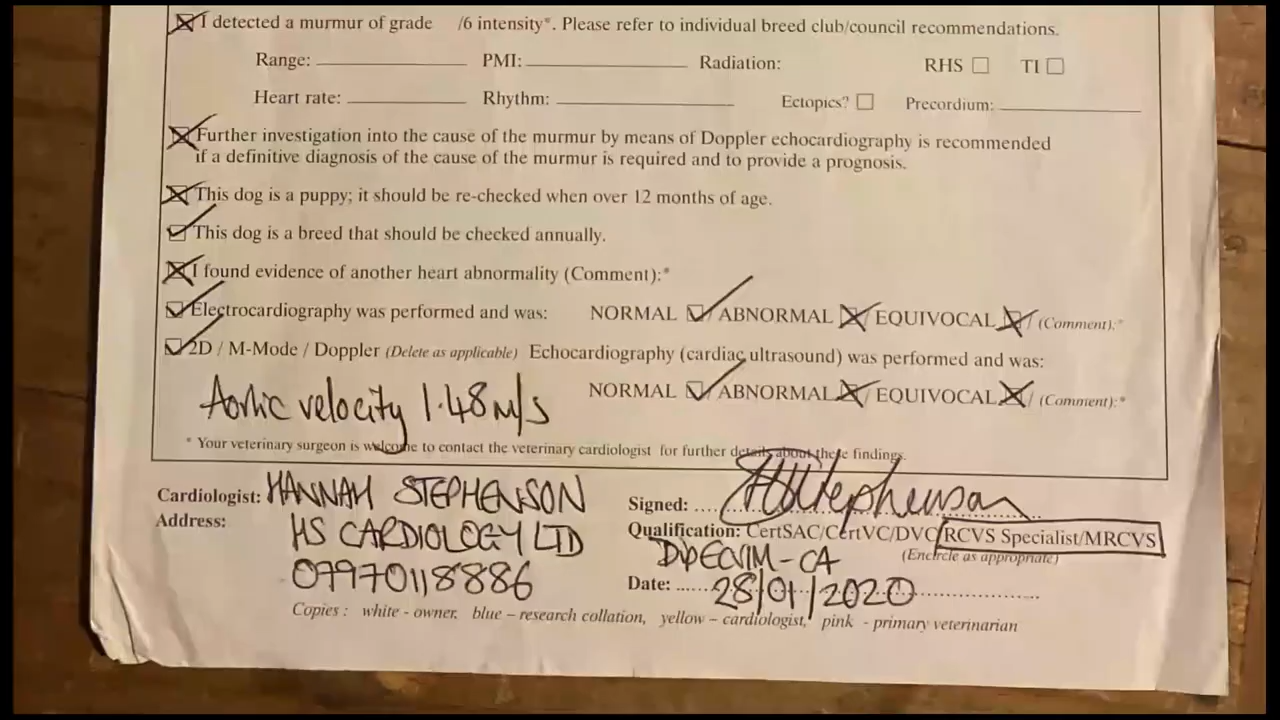 I detected a murmur of grade /6 intensity*. Please refer to individual breed club/council recommendations.
Range: PMI: Radiation: RHS TI
Heart rate: Rhythm: Ectopics? Precordium:
Further investigation into the cause of the murmur by means of Doppler echocardiography is recommended
if a definitive diagnosis of the cause of the murmur is required and to provide a prognosis.
This dog is a puppy; it should be re-checked when over 12 months of age.
This dog is a breed that should be checked annually.
I found evidence of another heart abnormality (Comment):*
Electrocardiography was performed and was: NORMAL / ABNORMAL / EQUIVOCAL / (Comment):*
2D / M-Mode / Doppler (Delete as applicable) Echocardiography (cardiac ultrasound) was performed and was:
NORMAL / ABNORMAL / EQUIVOCAL / (Comment):*
Aortic velocity 1.48 m/s
* Your veterinary surgeon is welcome to contact the veterinary cardiologist for further details about these findings.
Cardiologist: HANNAH STEPHENSON Signed: HStephenson
Address: HS CARDIOLOGY LTD Qualification: CertSAC/CertVC/DVC/RCVS Specialist/MRCVS
DipECVIM-CA (Encircle as appropriate)
07970118886 Date: 28/01/2020
Copies : white - owner, blue – research collation, yellow – cardiologist, pink - primary veterinarian